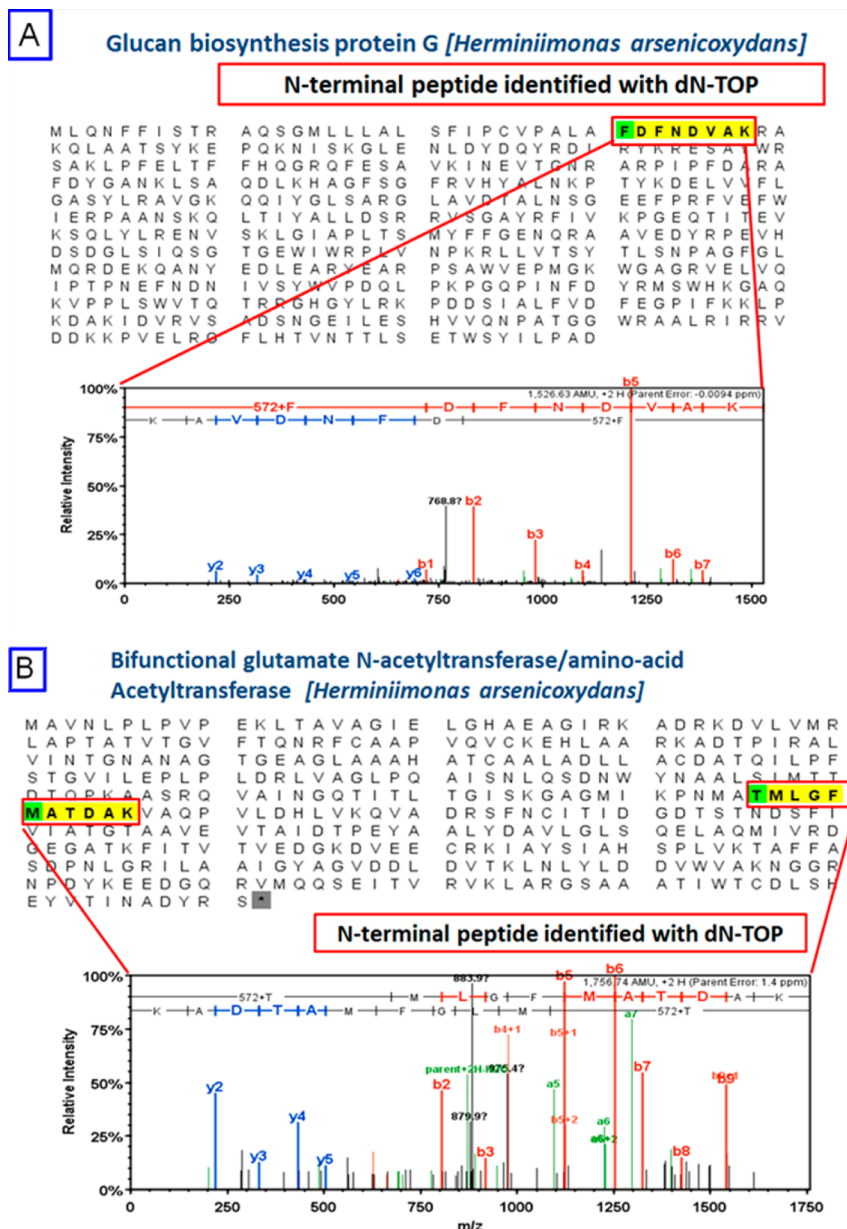 A
Glucan biosynthesis protein G [Herminiimonas arsenicoxydans]
N-terminal peptide identified with dN-TOP
MLQNFFISTR AQSGMLLLAL SFIPCVPALA FDFNDVAKRA
KQLAATSYKE PQKNISKGLE NLDYDQYRDI RYKRESA WR
SAKLPFELTF FHQGRQFESA VKINEVTGNR ARPIPFDARA
FDYGANKLSA QDLKHAGFSG FRVHYALNKP TYKDELVVFL
GASYLRAVGK QQIYGLSARG LAVDTALNSG EEFPRFVEFW
IERPAANSKQ LTIYALLDSRR RVSGAYRFIV KPGEQTITEV
KSQLYLRENV SKLGIAPLTS MYFFGENQRA AVEDYRPEVH
DSDGLSIQSG TGEWIWRPLV NPKRLLVTSY TLSNPAGFGL
MQRDEKQANY EDLEARYEAR PSAWVEPMGK WGAGRVELVQ
IPTPNEFNDN IVSYWVPDQL PKPGQPINFD YRMSWHKGAQ
KVPPLSWVTQ TRRGHGYLRK PDDSIALFVD FEGPIFKKLP
KDAKIDVRVS ADSNGEILES HVVQNPATGG WRAALRIRRV
DDKKPVELRG FLHTVNTTLS ETWSYILPAD
b5
100%
1,526.63 AMU, +2 H (Parent Error: -0.0094 ppm)
572+F D F N D V A K
K A V D N F D 572+F
75%
Relative Intensity
50%
768.8? b2
25%
b3
y2 y3 y4 y5 y6 b1 b4 b6 b7
0%
0 250 500 750 1000 1250 1500
B
Bifunctional glutamate N-acetyltransferase/amino-acid
Acetyltransferase [Herminiimonas arsenicoxydans]
MAVNLPLPVP EKLTAVAGIE LGHAEAGIRK ADRKDVLVMR
LAPTATVTGV FTQNRFCAAP VQVCKEHLAA RKADTPIRAL
VINTGNANAG TGEAGLAAAH ATCAALADLL ACDATQILPF
STGVILEPLP LDRLVAGLPQ AISNLQSDNW YNAALSIMTT
DTQPKAASRQ VAINGQTITL TGISKGAGMI KPNMATMLGF
MATDAKVAQP VLDHLVKQVA DRSFNCITID GDTSTNDSFI
VIATGTAAVE VTAIDTPEYA ALYDAVLGLS QELAQMIVRD
GEGATKFITV TVEDGKDVEE CRKIAYSIAH SPLVKTAFFA
SDPNLGRILA AIGYAGVDDL DVTKLNLYLD DVWVAKNGGR
NPDYKEEDGQ RVMQQSEITV RVKLARGSAA ATIWTCDLSH
EYVTINADYR S*
N-terminal peptide identified with dN-TOP
883.9? b5 b6
100%
1,756.74 AMU, +2 H (Parent Error: 1.4 ppm)
572+T M L G F M A T D A K
K A D T A M F G L M 572+T
75%
b4+1 b5+1 a7
Relative Intensity
50%
parent+2H 975.4? b2 a5 b7 b9
25%
y2 y4 879.9? b5+2 a6
y3 y5 b3 b8
0%
0 250 500 750 1000 1250 1500 1750
m/z